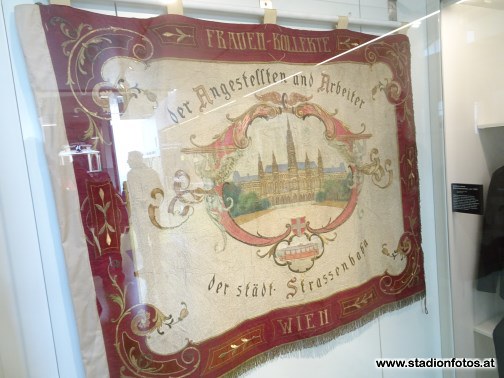 FRAUEN-KOLLEKTE
der Angestellten und Arbeiter
der städt. Strassenbahn
WIEN
www.stadionfotos.at